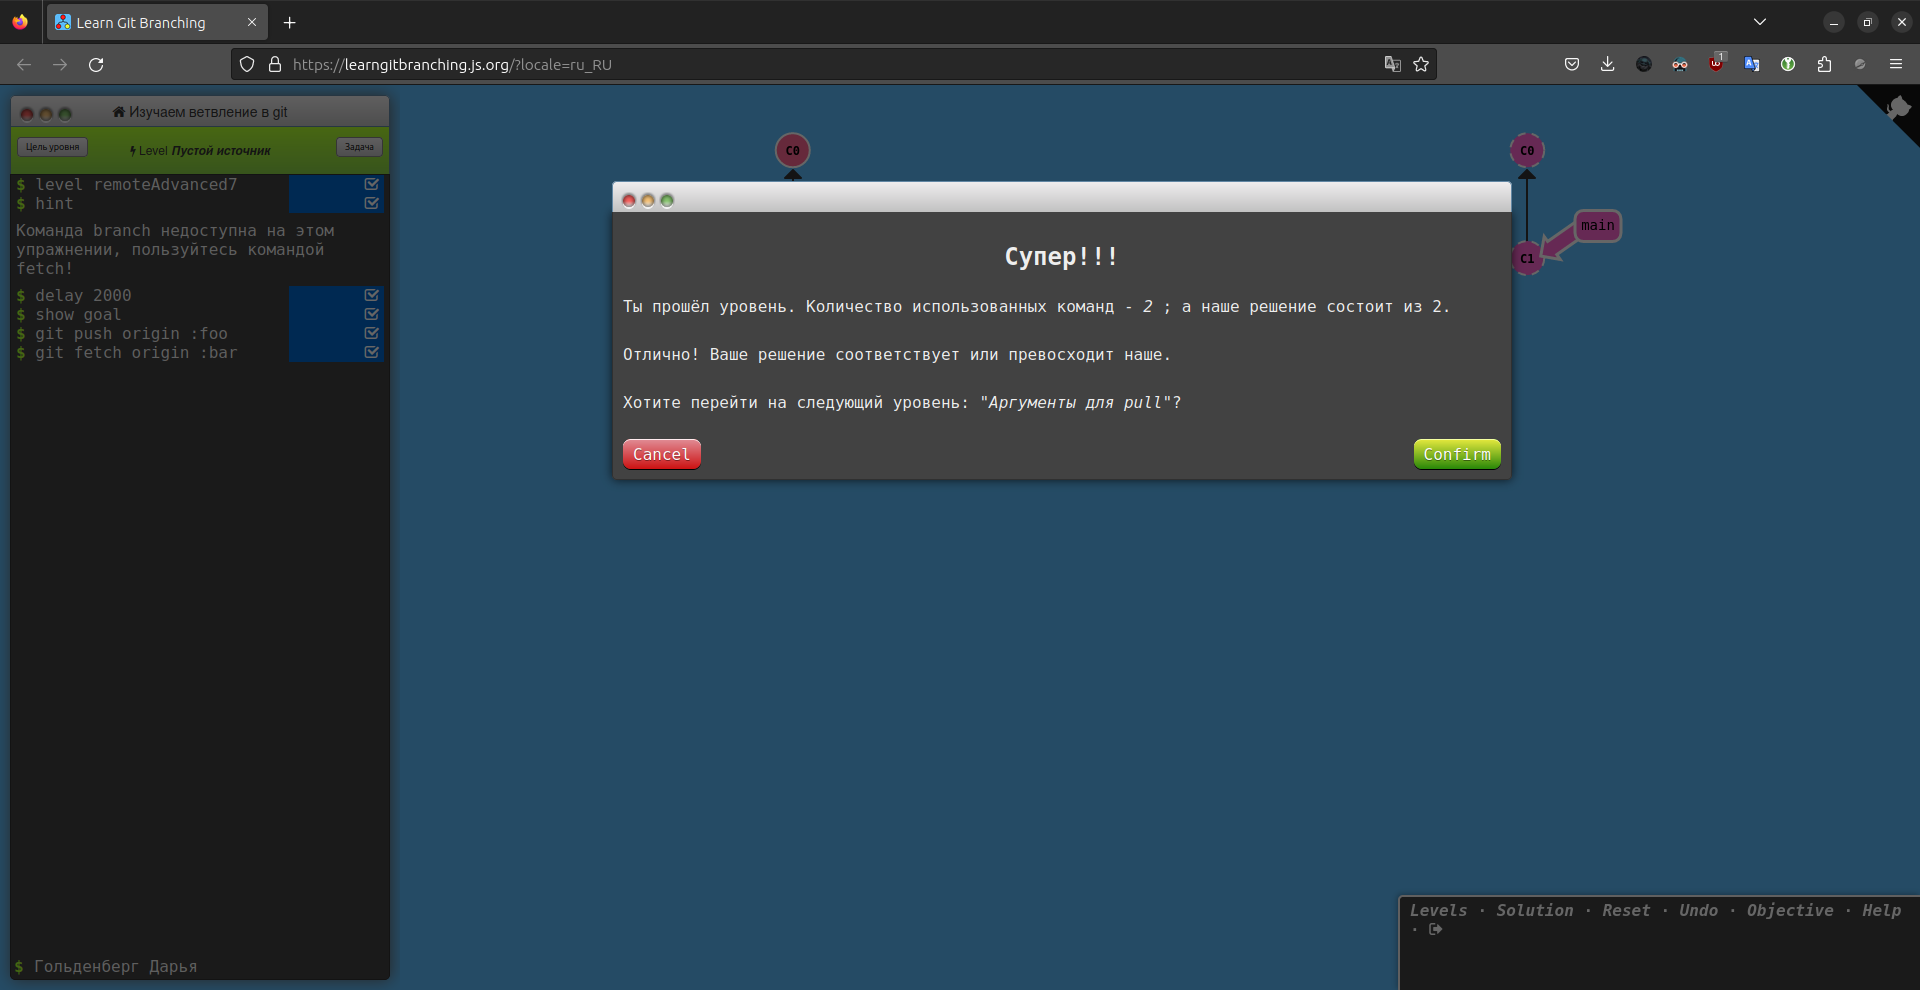 Learn Git Branching
https://learngitbranching.js.org/?locale=ru_RU
1
Изучаем ветвление в git
Цель уровня
Level Пустой источник
Задача
$ level remoteAdvanced7
$ hint
Команда branch недоступна на этом
упражнении, пользуйтесь командой
fetch!
$ delay 2000
$ show goal
$ git push origin :foo
$ git fetch origin :bar
$ Гольденберг Дарья
C0
C0
main
C1
Супер!!!
Ты прошёл уровень. Количество использованных команд - 2 ; а наше решение состоит из 2.
Отлично! Ваше решение соответствует или превосходит наше.
Хотите перейти на следующий уровень: "Аргументы для pull"?
Cancel
Confirm
Levels · Solution · Reset · Undo · Objective · Help
·